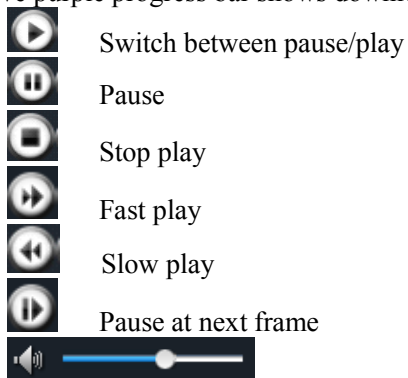 Switch between pause/play
Pause
Stop play
Fast play
Slow play
Pause at next frame